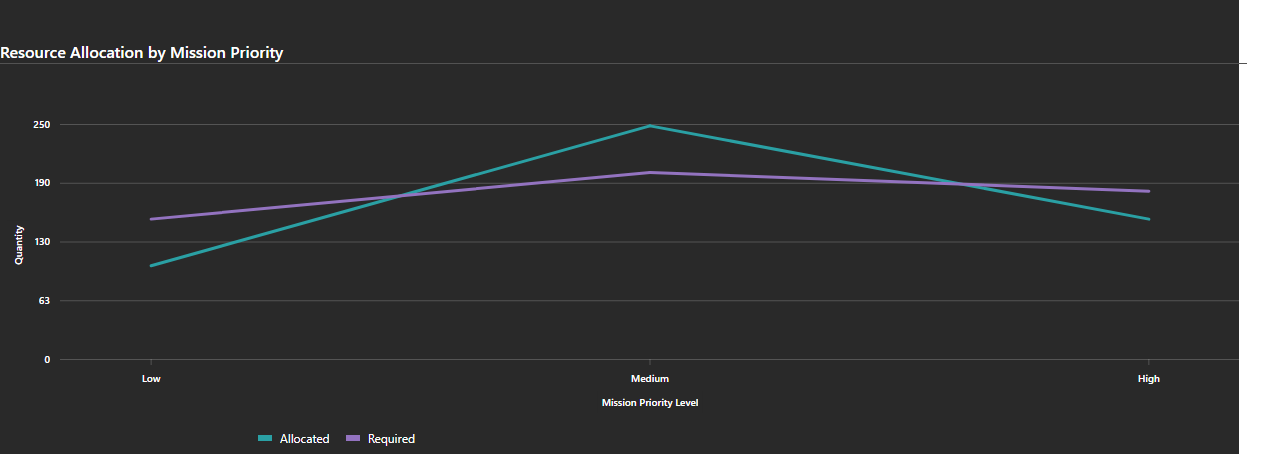 Resource Allocation by Mission Priority
250
190
130
63
0
Quantity
Low Medium High
Mission Priority Level
Allocated Required